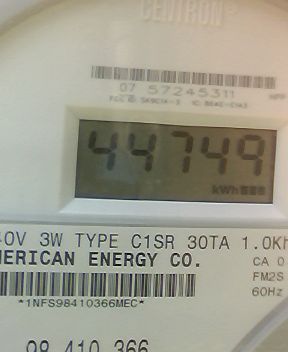 CENTRON®
07 57245311
44749
kWh
40V 3W TYPE C1SR 30TA 1.0Kh
MERICAN ENERGY CO.
CA 0
FM2S
60Hz
*1NFS98410366MEC*
98 410 366